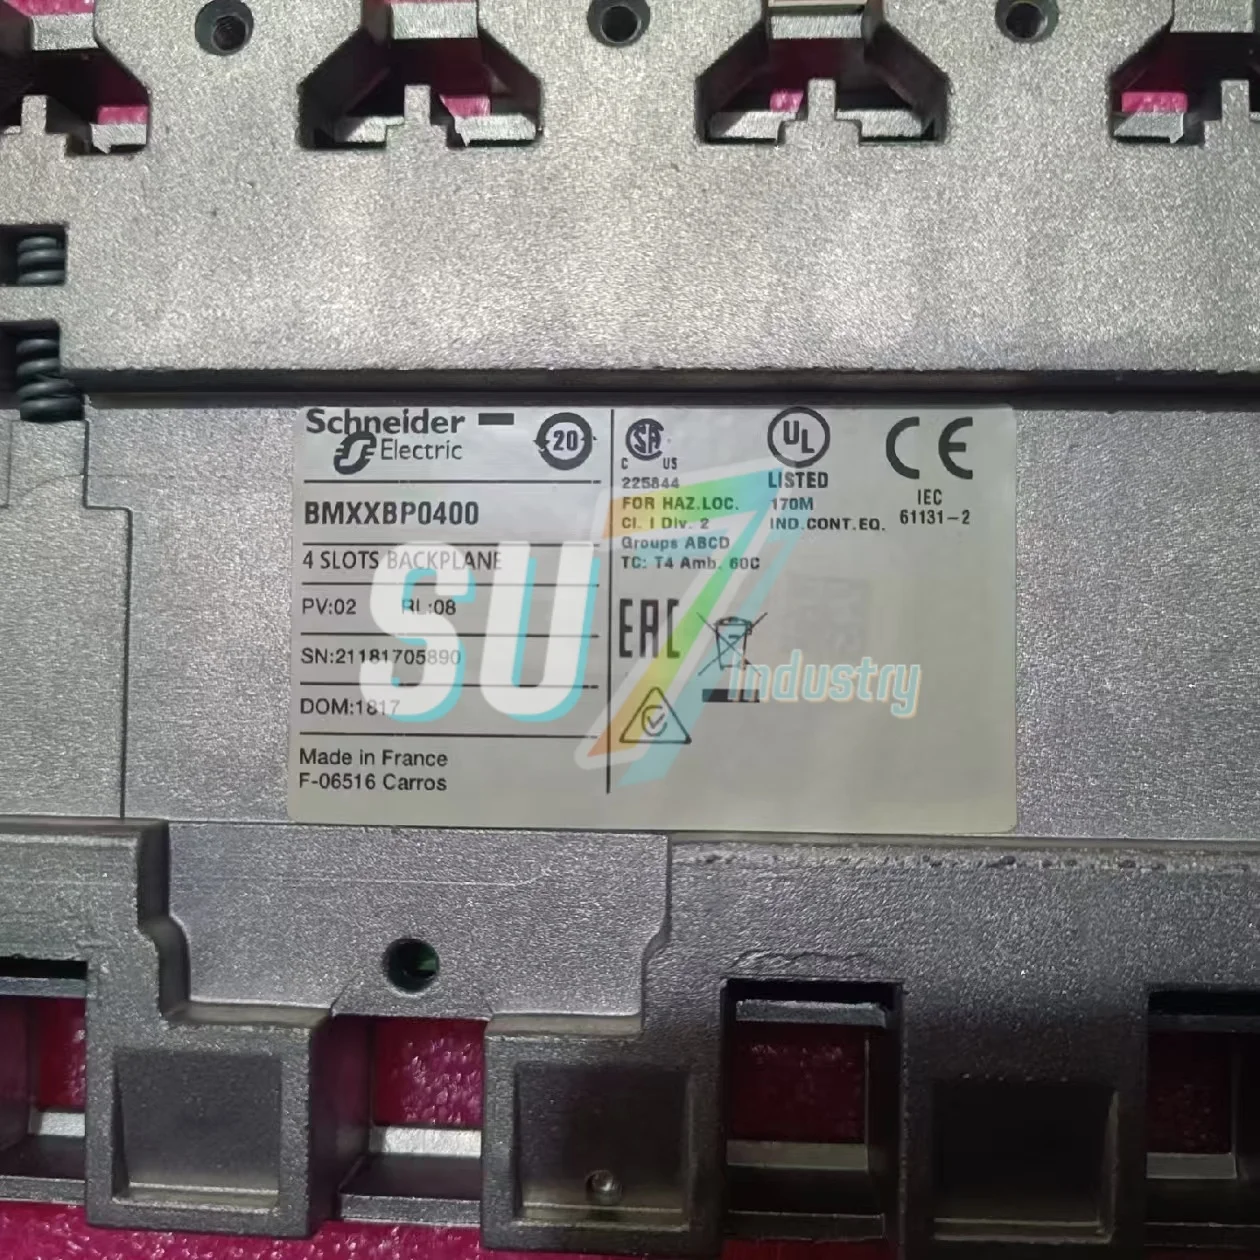 Schneider
Electric
20
BMXXBP0400
4 SLOTS BACKPLANE
PV:02 RL:08
SN:21181705890
DOM:1817
Made in France
F-06516 Carros
SA
C US
225844
FOR HAZ.LOC.
Cl. I Div. 2
Groups ABCD
TC: T4 Amb. 60C
UL
LISTED
170M
IND.CONT.EQ.
CE
IEC
61131-2
EAC
SU7
industry